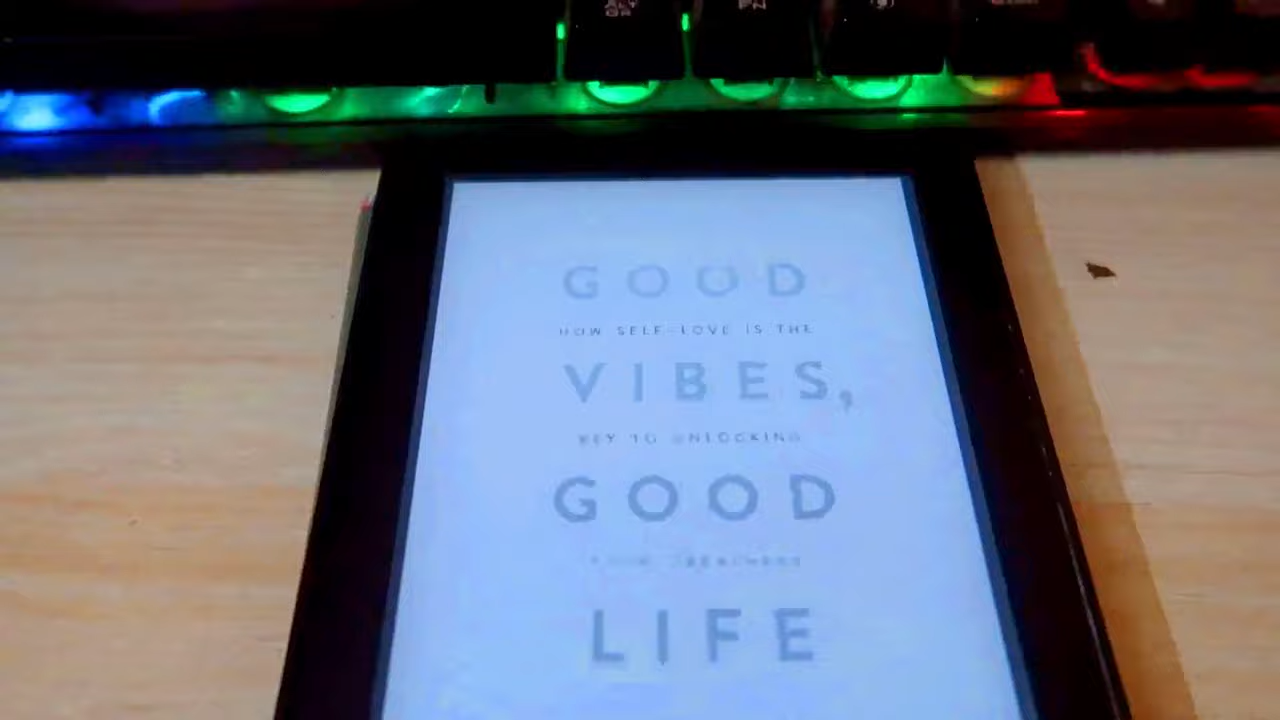 GOOD
HOW SELF-LOVE IS THE
VIBES,
KEY TO UNLOCKING
GOOD
LIFE